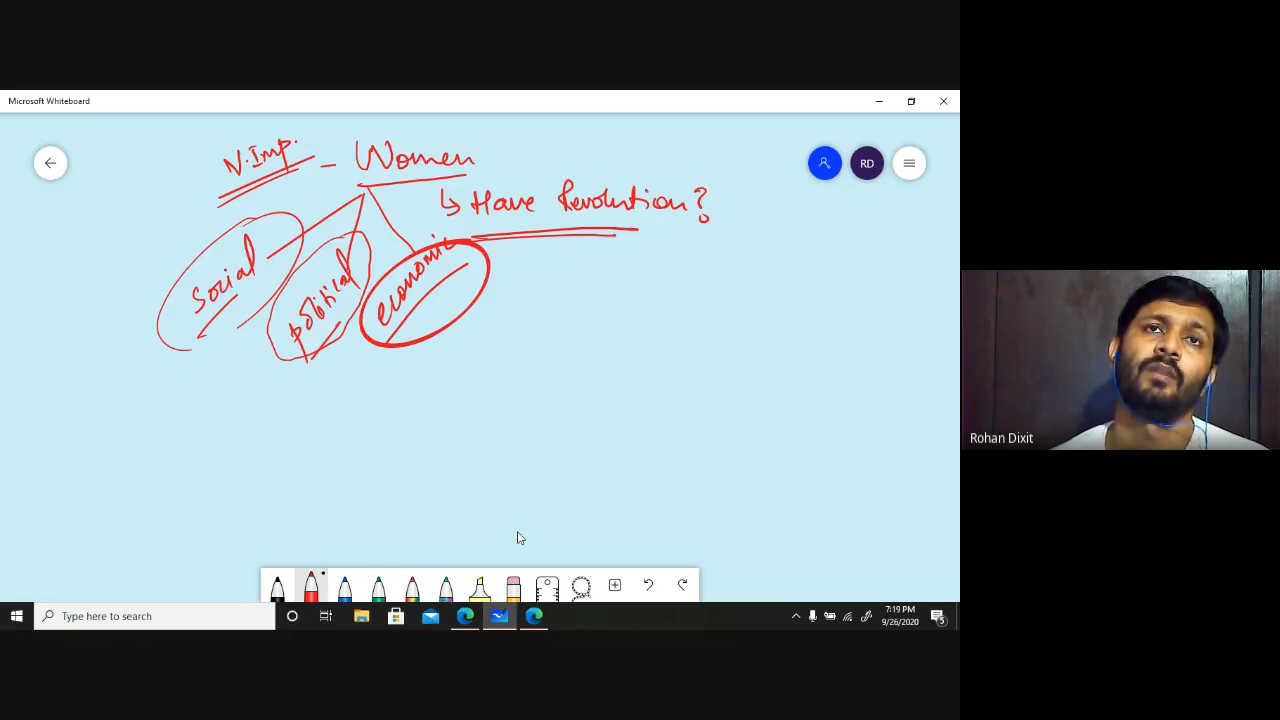 Microsoft Whiteboard
V. Imp. - Women
↳ Have Revolution?
Social
political
economic
RD
Rohan Dixit
Type here to search
7:19 PM
9/26/2020
5